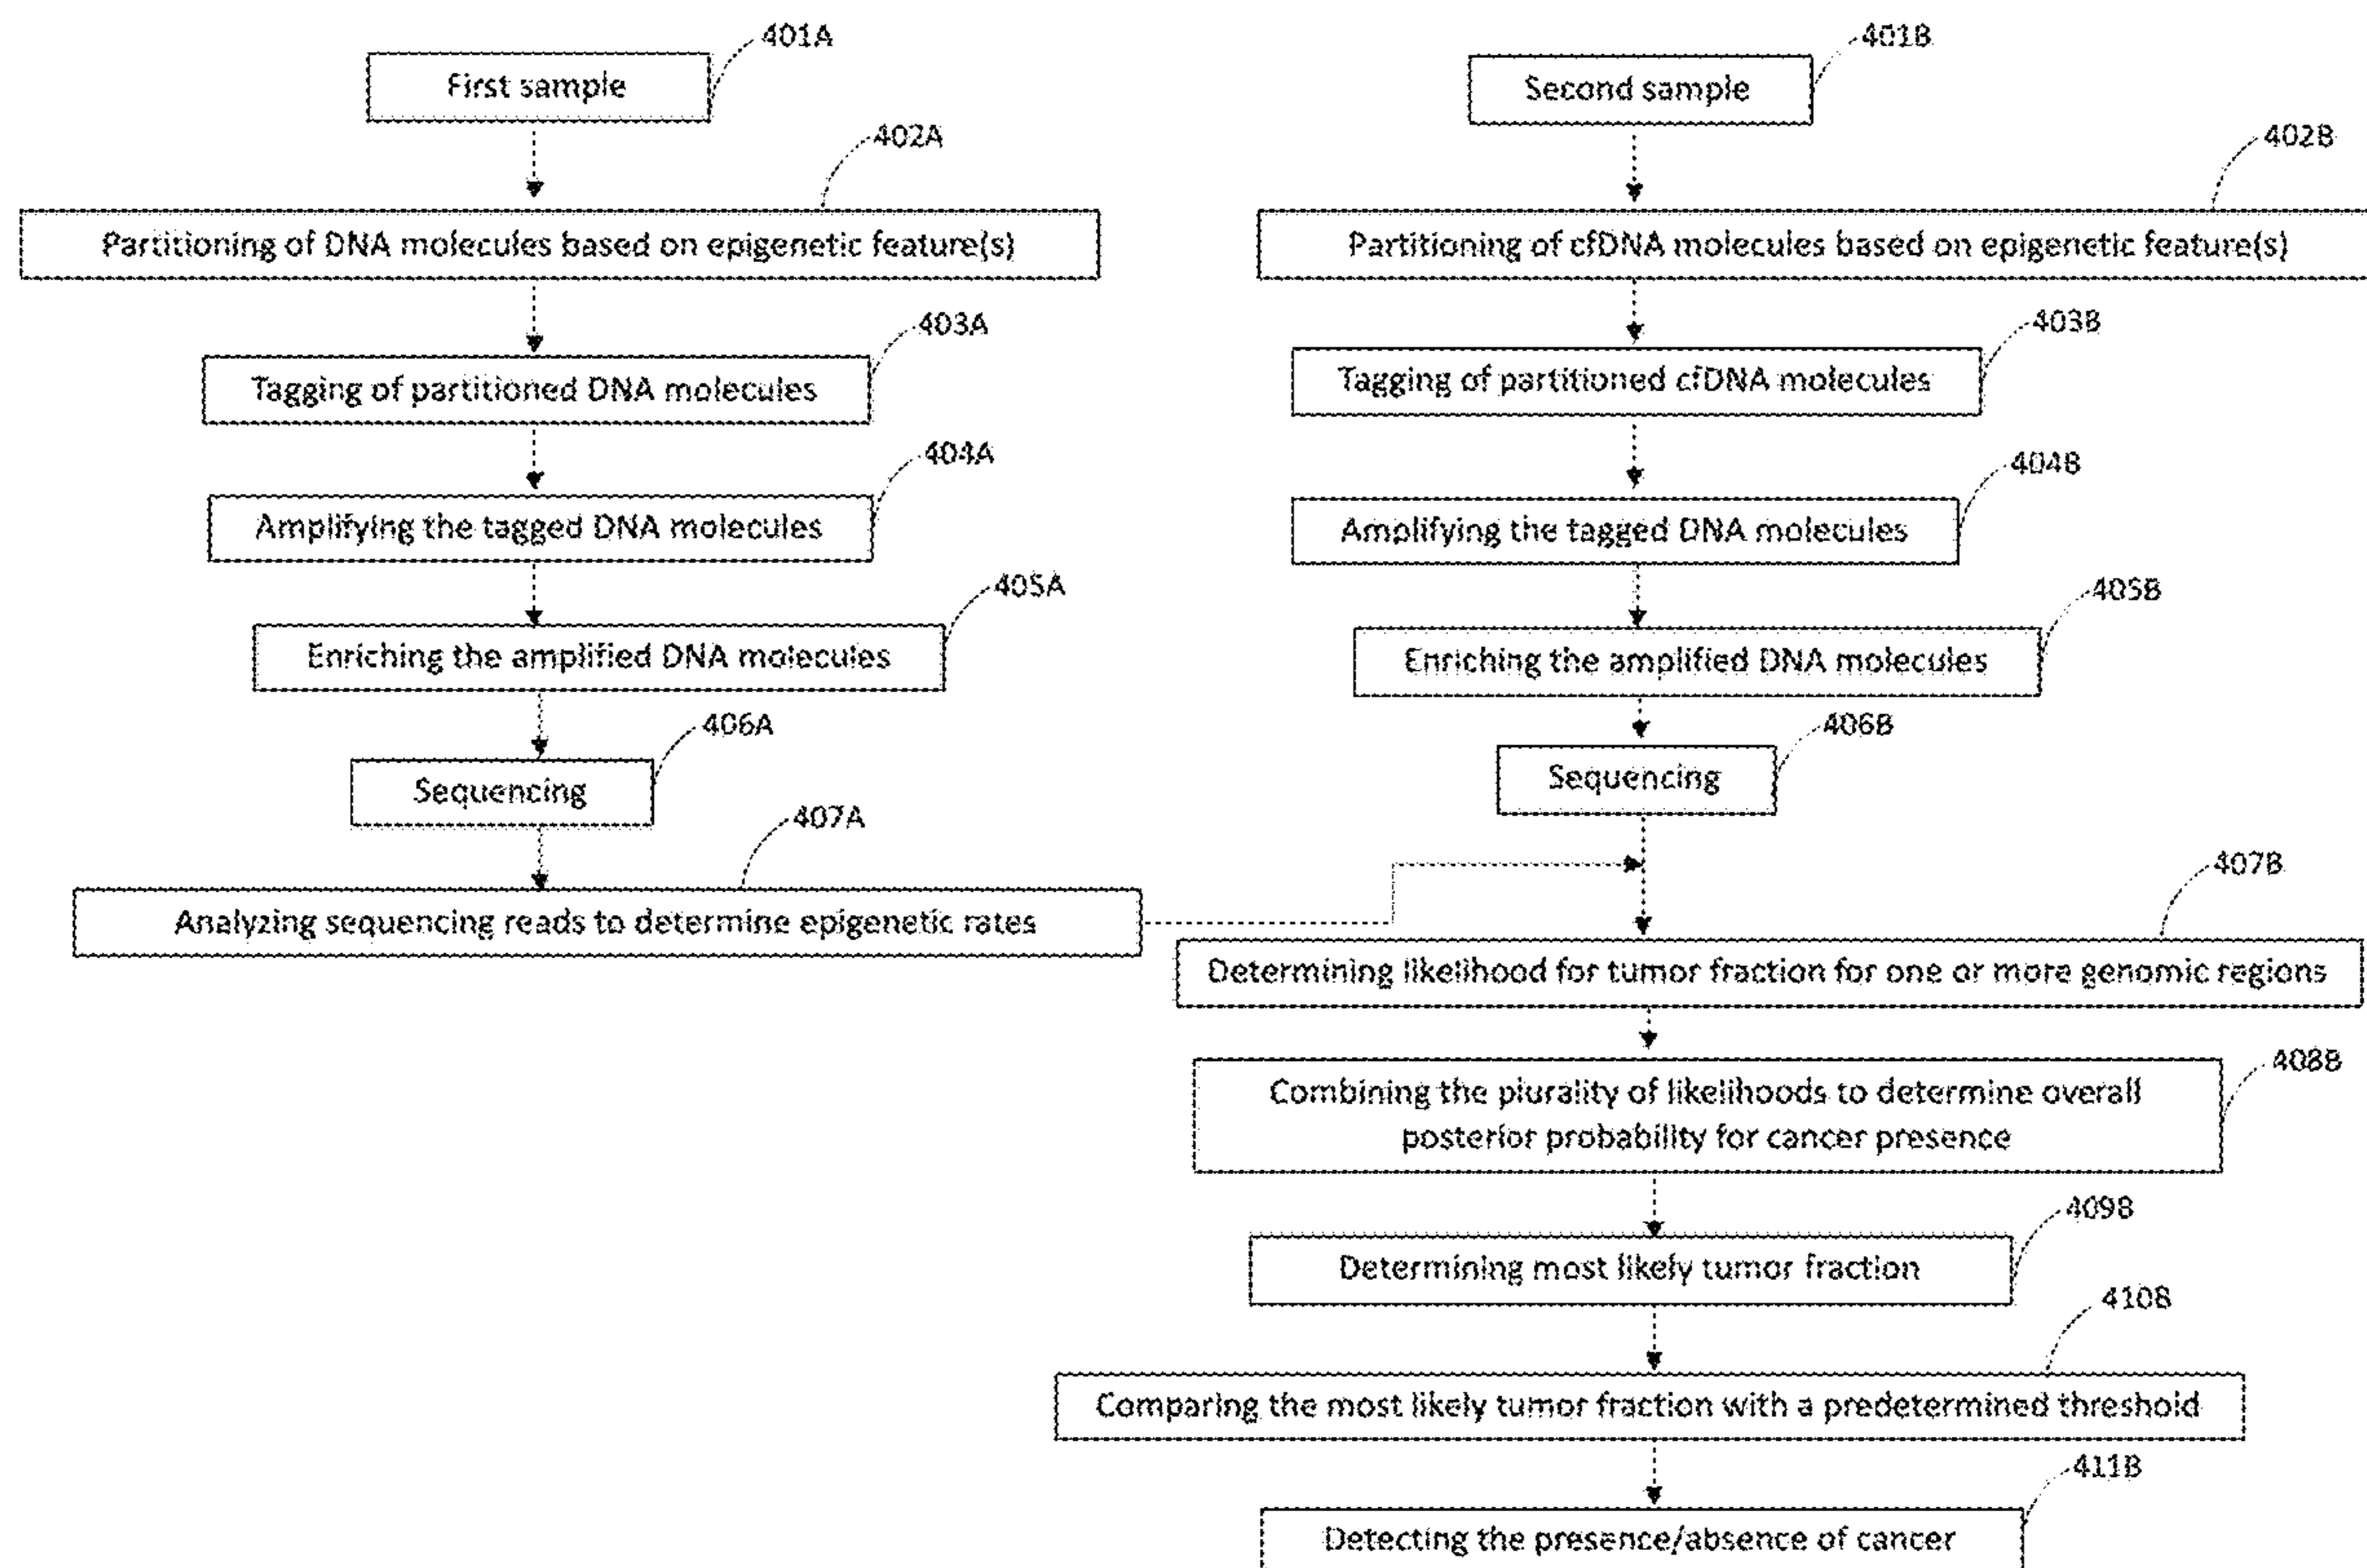 401A
First sample
402A
Partitioning of DNA molecules based on epigenetic feature(s)
403A
Tagging of partitioned DNA molecules
404A
Amplifying the tagged DNA molecules
405A
Enriching the amplified DNA molecules
406A
Sequencing
407A
Analyzing sequencing reads to determine epigenetic rates
401B
Second sample
402B
Partitioning of cfDNA molecules based on epigenetic feature(s)
403B
Tagging of partitioned cfDNA molecules
404B
Amplifying the tagged DNA molecules
405B
Enriching the amplified DNA molecules
406B
Sequencing
407B
Determining likelihood for tumor fraction for one or more genomic regions
408B
Combining the plurality of likelihoods to determine overall
posterior probability for cancer presence
409B
Determining most likely tumor fraction
410B
Comparing the most likely tumor fraction with a predetermined threshold
411B
Detecting the presence/absence of cancer